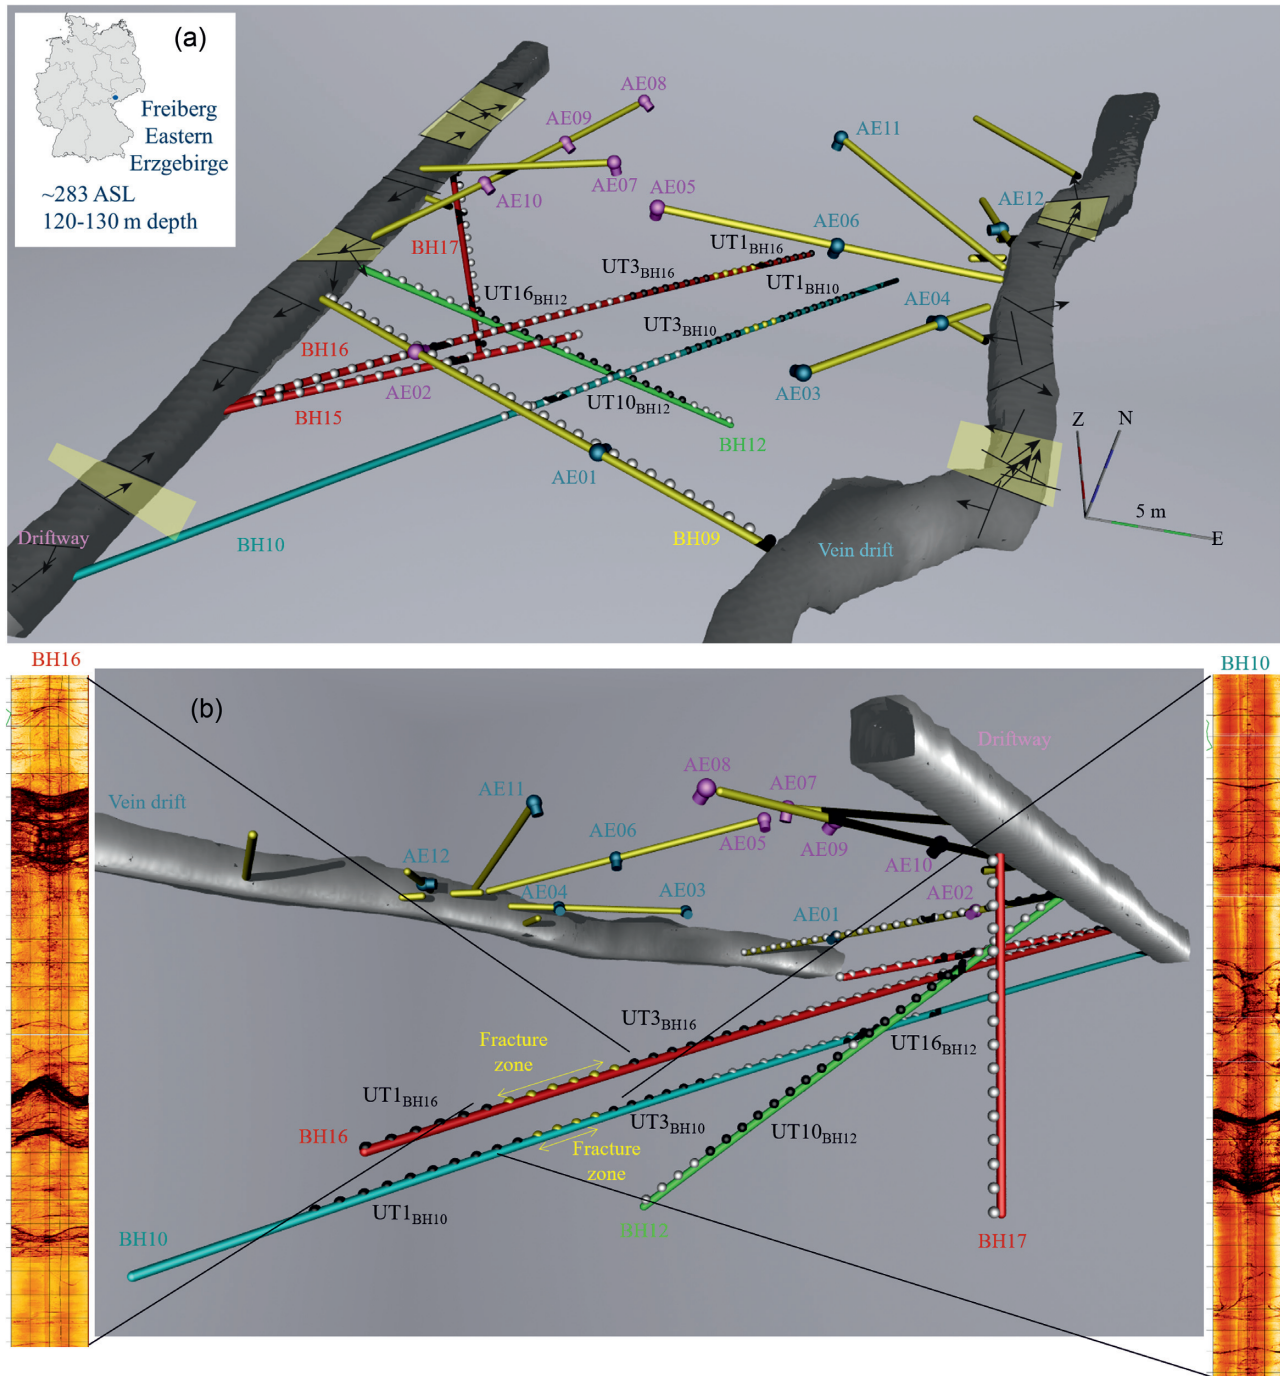 (a)
Freiberg
Eastern
Erzgebirge
~283 ASL
120-130 m depth
AE08
AE09
AE07
AE10
AE11
AE05
AE06
AE12
BH17
UT1BH16
UT3BH16
UT1BH10
UT16BH12
UT3BH10
AE04
BH16
AE02
BH15
AE03
UT10BH12
BH12
AE01
Z
N
5 m
E
Driftway
BH10
BH09
Vein drift
BH16
BH10
(b)
Driftway
AE08
AE07
AE11
Vein drift
AE06
AE05
AE09
AE12
AE10
AE04
AE03
AE02
AE01
UT3BH16
Fracture
zone
UT16BH12
UT1BH16
UT3BH10
UT10BH12
BH16
Fracture
zone
UT1BH10
BH10
BH12
BH17